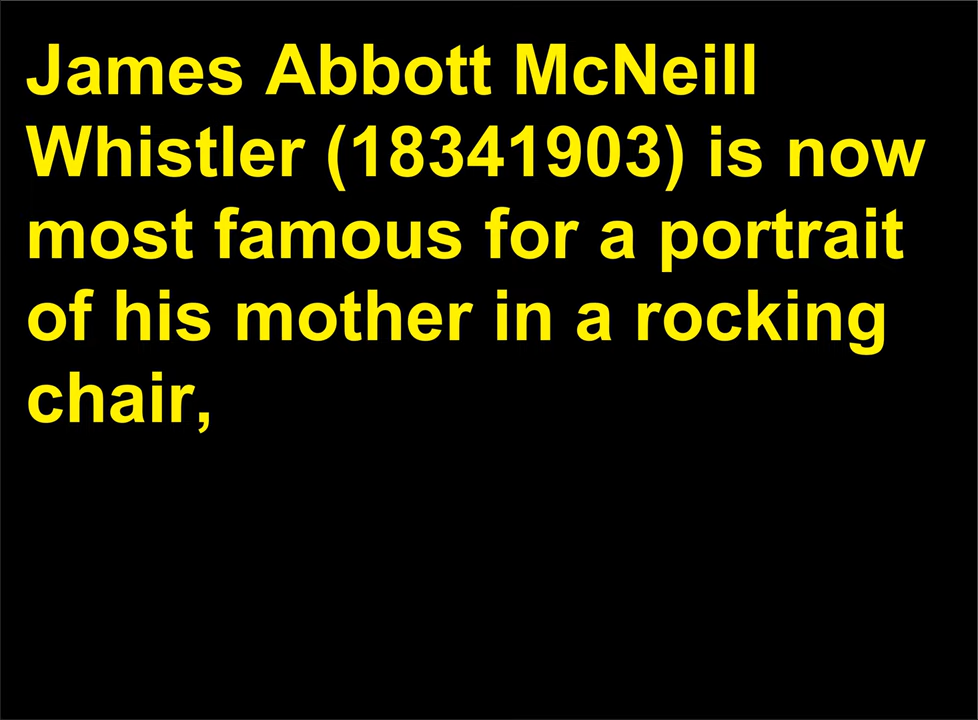 James Abbott McNeill
Whistler (18341903) is now
most famous for a portrait
of his mother in a rocking
chair,